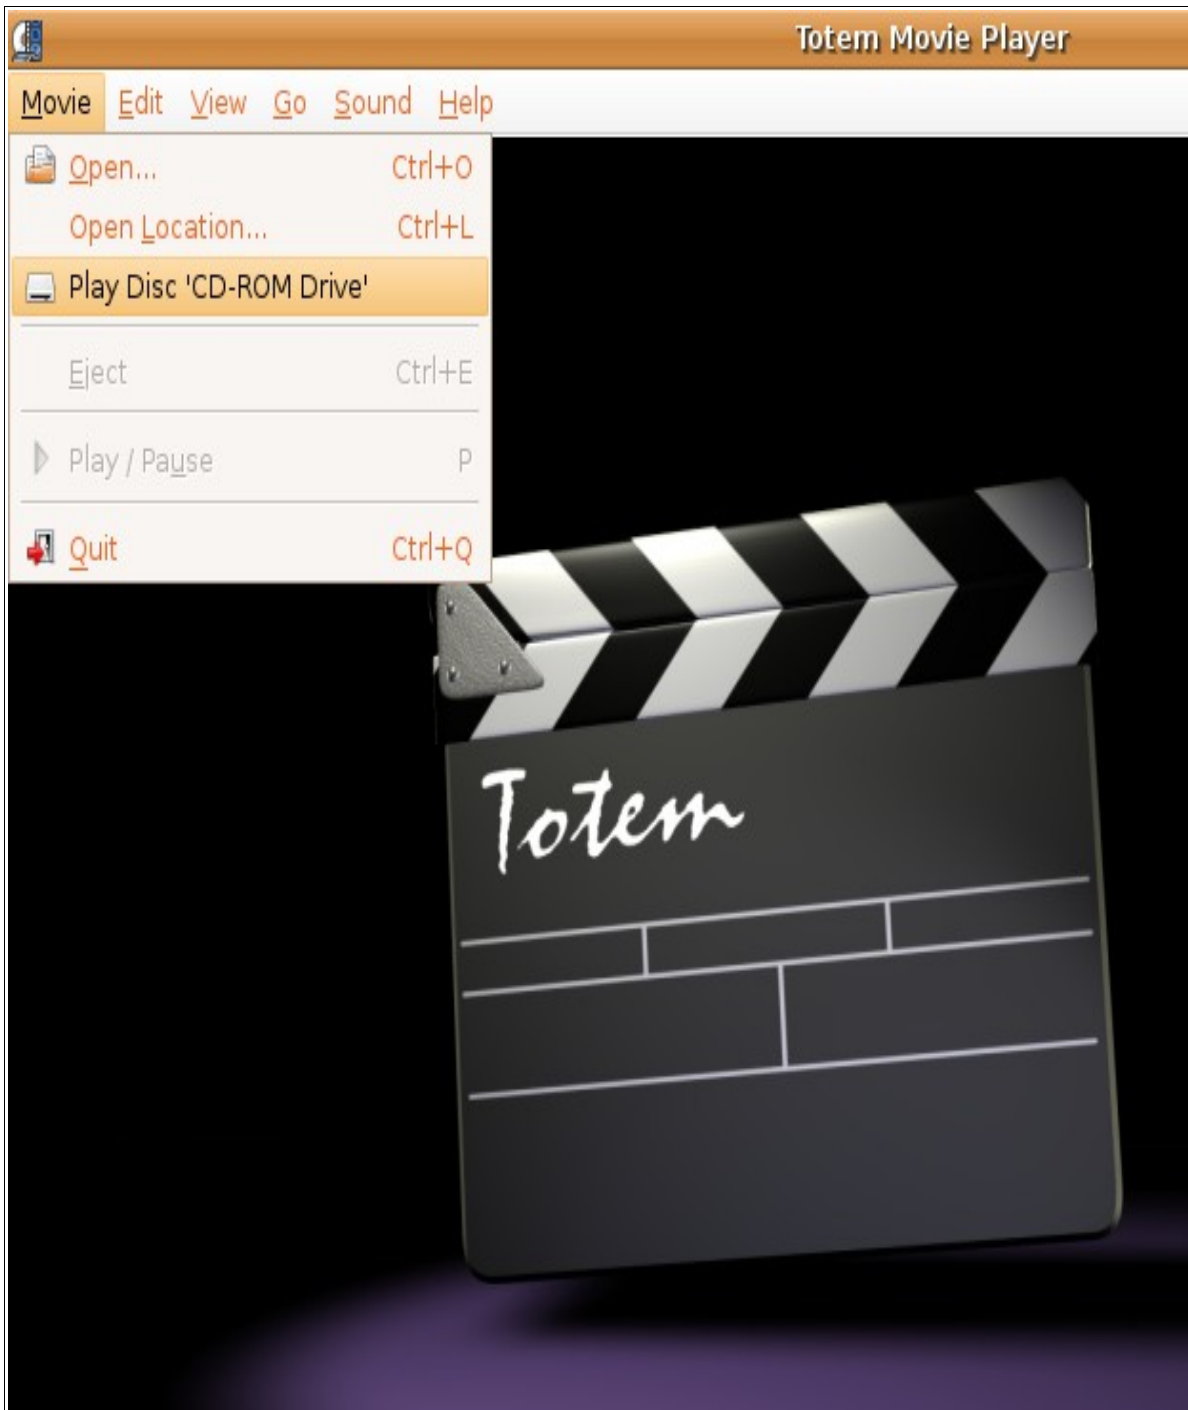 Totem Movie Player
Movie Edit View Go Sound Help
Open... Ctrl+O
Open Location... Ctrl+L
Play Disc 'CD-ROM Drive'
Eject Ctrl+E
Play / Pause P
Quit Ctrl+Q
Totem